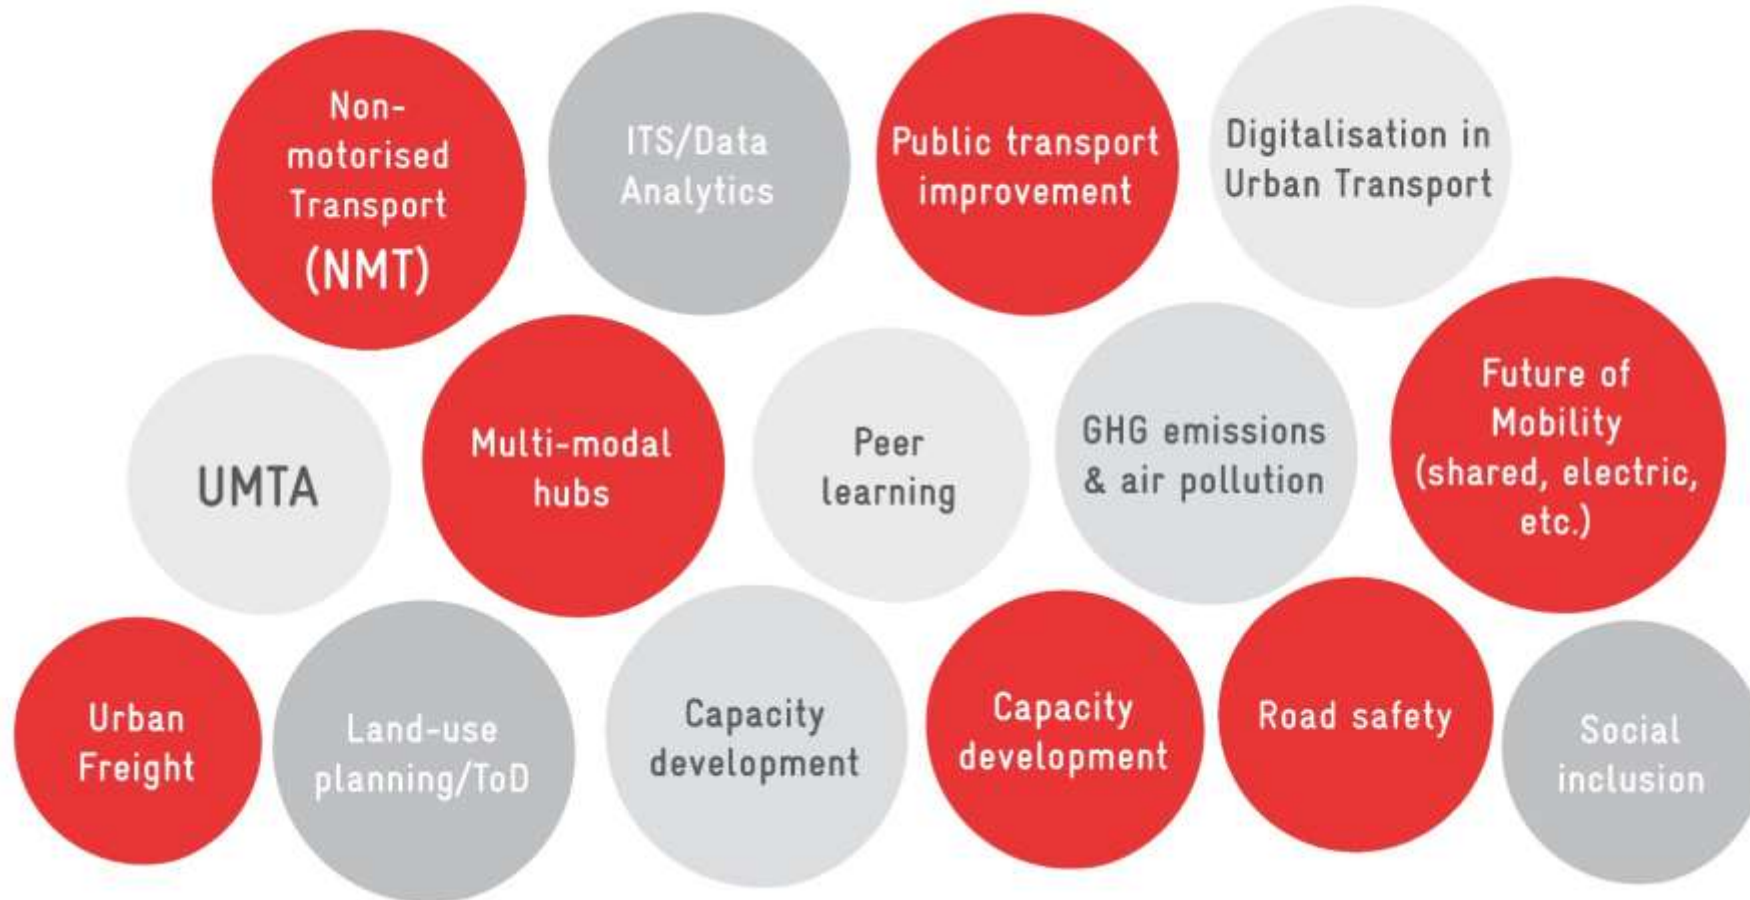 Non-
motorised
Transport
(NMT)
ITS/Data
Analytics
Public transport
improvement
Digitalisation in
Urban Transport
UMTA
Multi-modal
hubs
Peer
learning
GHG emissions
& air pollution
Future of
Mobility
(shared, electric,
etc.)
Urban
Freight
Land-use
planning/ToD
Capacity
development
Capacity
development
Road safety
Social
inclusion